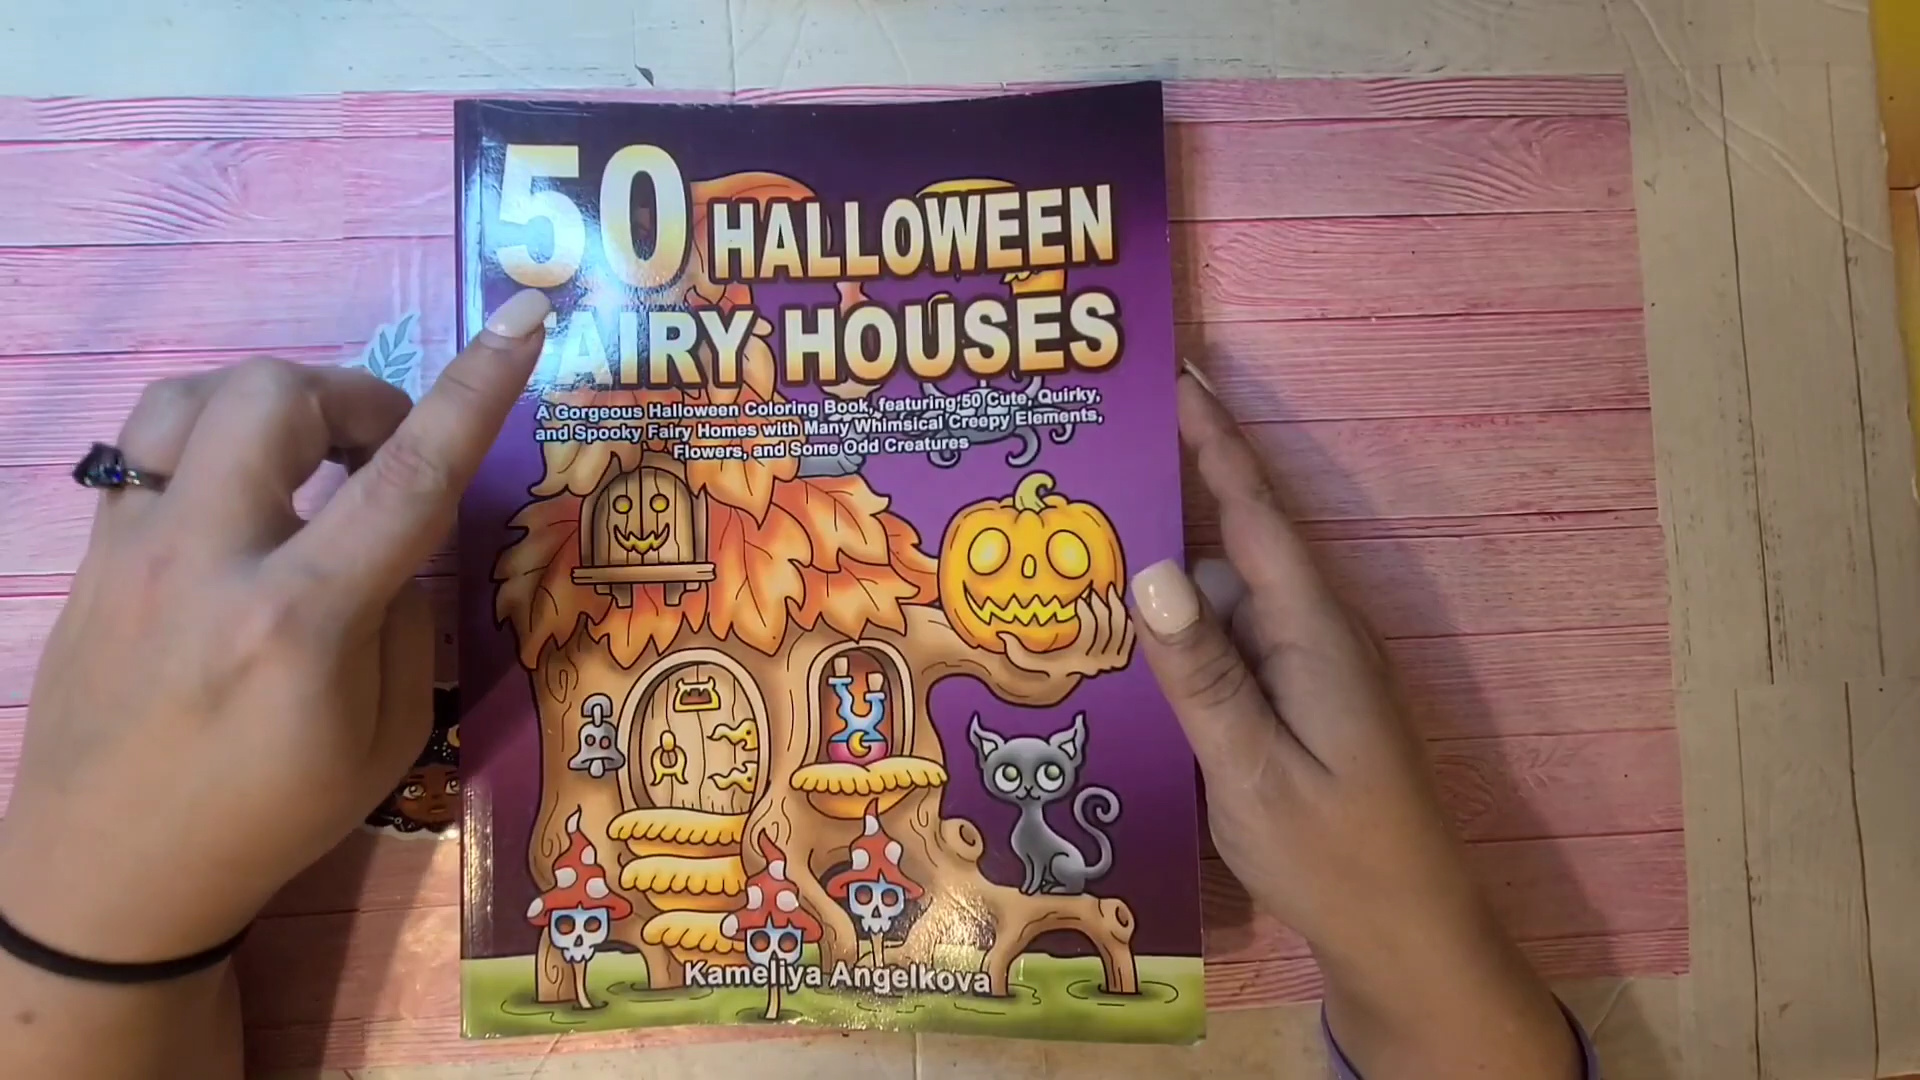 50 HALLOWEEN
FAIRY HOUSES
A Gorgeous Halloween Coloring Book, featuring 50 Cute, Quirky,
and Spooky Fairy Homes with Many Whimsical Creepy Elements,
Flowers, and Some Odd Creatures
Kameliya Angelkova